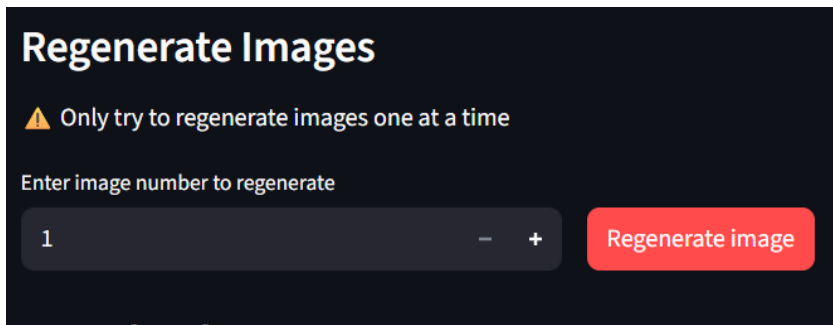 Regenerate Images
⚠ Only try to regenerate images one at a time
Enter image number to regenerate
1 − +
Regenerate image